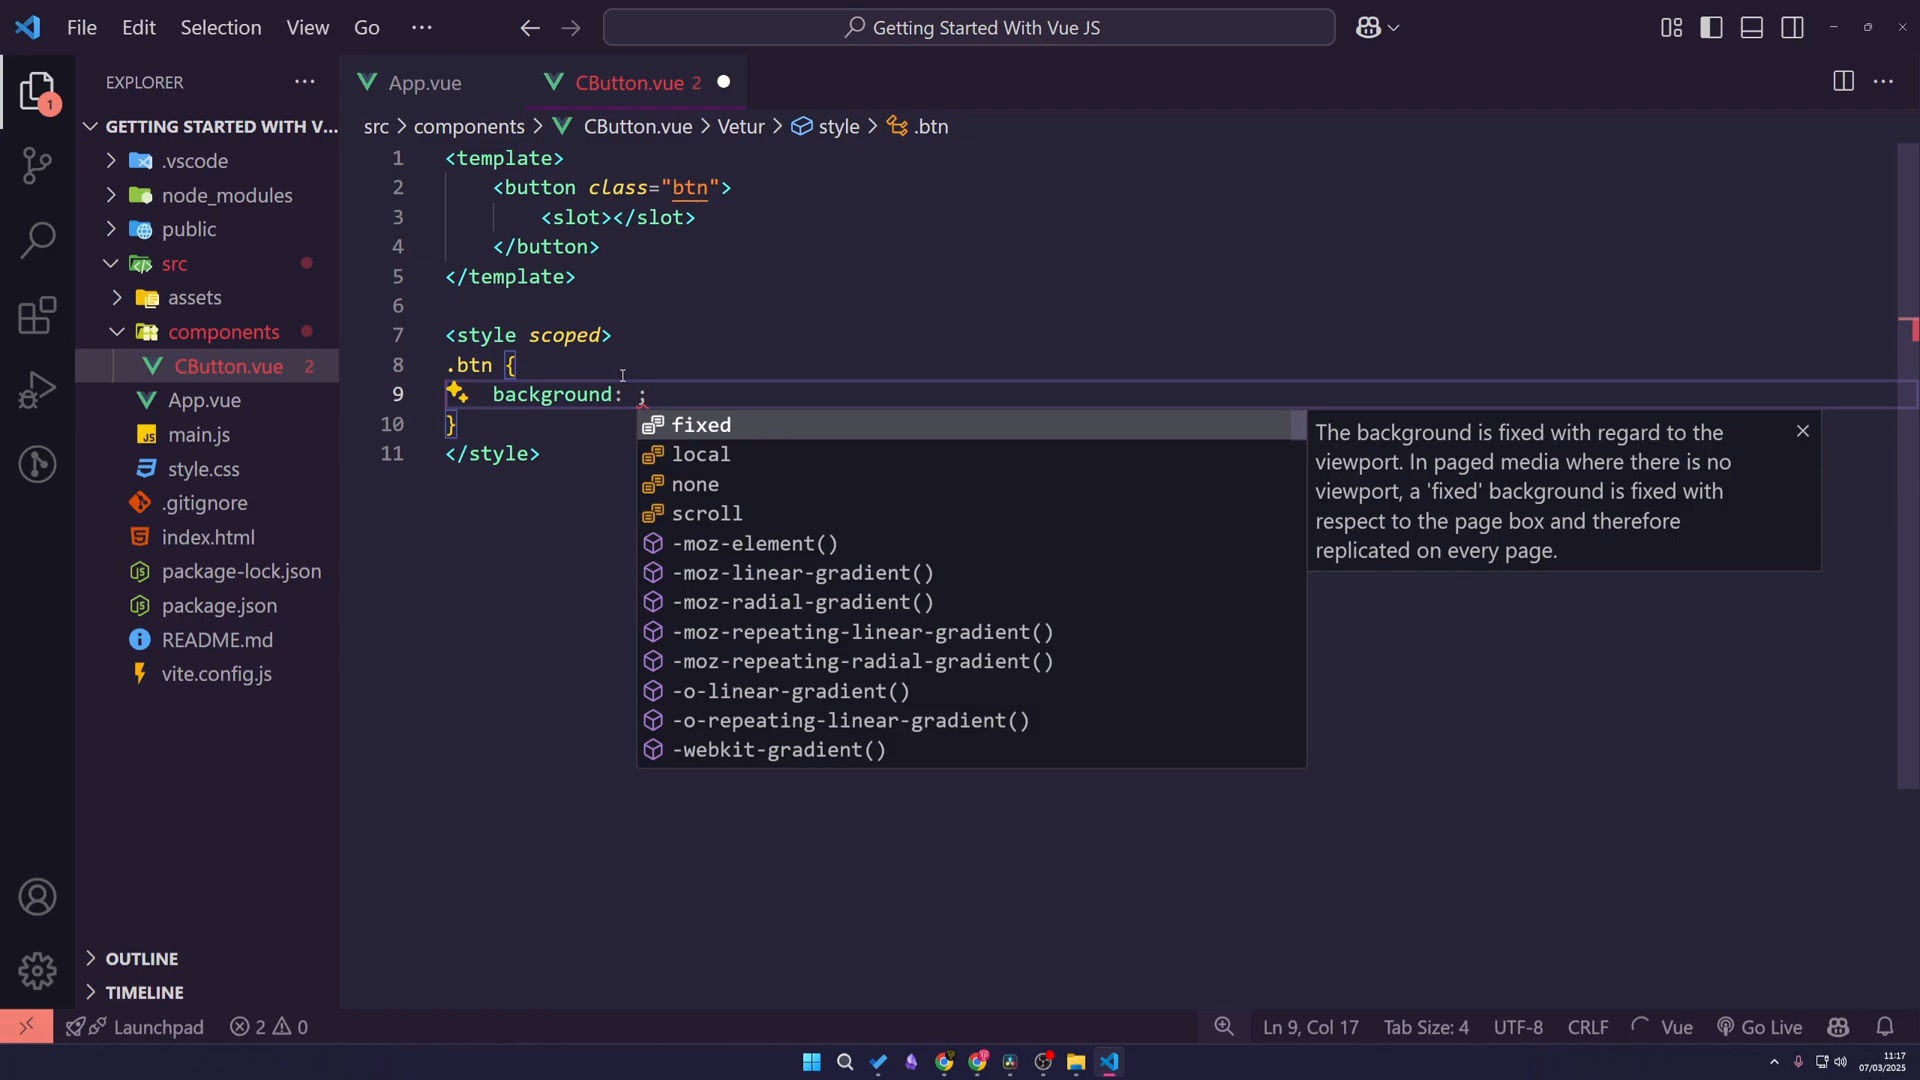 File Edit Selection View Go ··· Getting Started With Vue JS
EXPLORER ···
GETTING STARTED WITH V...
.vscode
node_modules
public
src
assets
components
CButton.vue 2
App.vue
main.js
style.css
.gitignore
index.html
package-lock.json
package.json
README.md
vite.config.js
OUTLINE
TIMELINE
1
App.vue CButton.vue 2
src > components > CButton.vue > Vetur > style > .btn
1 <template>
2 <button class="btn">
3 <slot></slot>
4 </button>
5 </template>
6
7 <style scoped>
8 .btn {
9 background: ;
10 }
11 </style>
fixed
local
none
scroll
-moz-element()
-moz-linear-gradient()
-moz-radial-gradient()
-moz-repeating-linear-gradient()
-moz-repeating-radial-gradient()
-o-linear-gradient()
-o-repeating-linear-gradient()
-webkit-gradient()
The background is fixed with regard to the
viewport. In paged media where there is no
viewport, a 'fixed' background is fixed with
respect to the page box and therefore
replicated on every page.
Launchpad 2 0 Ln 9, Col 17 Tab Size: 4 UTF-8 CRLF Vue Go Live
11:17
07/03/2025